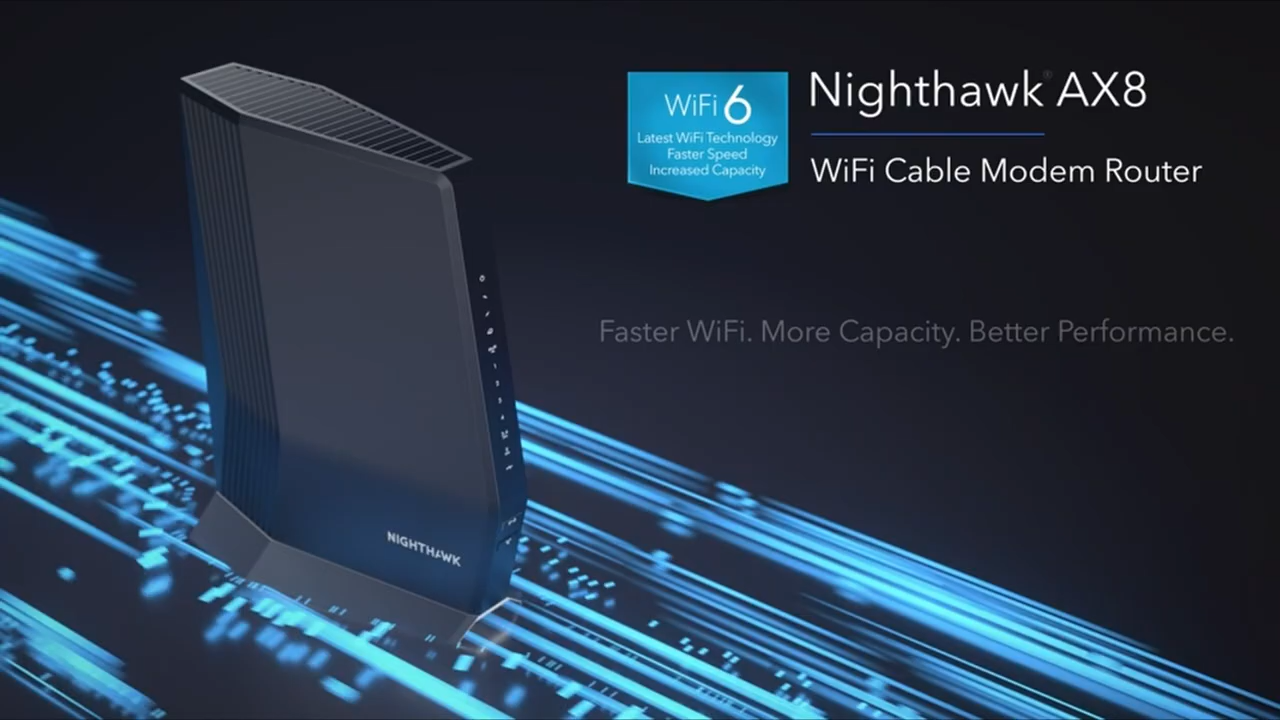 WiFi 6
Latest WiFi Technology
Faster Speed
Increased Capacity
Nighthawk® AX8
WiFi Cable Modem Router
Faster WiFi. More Capacity. Better Performance.
NIGHTHAWK